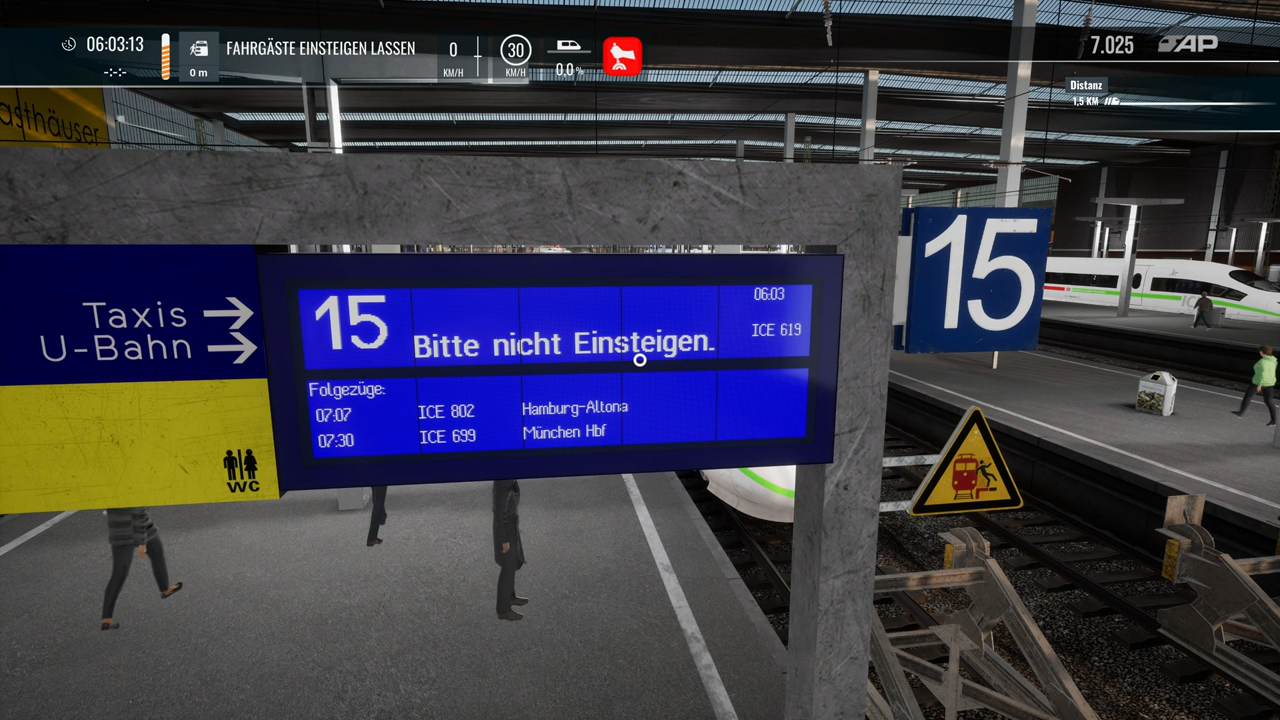 06:03:13
-:-:-
0 m
FAHRGÄSTE EINSTEIGEN LASSEN
0
KM/H
30
KM/H
0,0 %
7.025 AP
Distanz
1,5 KM
asthäuser
Taxis
U-Bahn
WC
15
Bitte nicht Einsteigen.
06:03
ICE 619
Folgezüge:
07:07 ICE 802 Hamburg-Altona
07:30 ICE 699 München Hbf
15